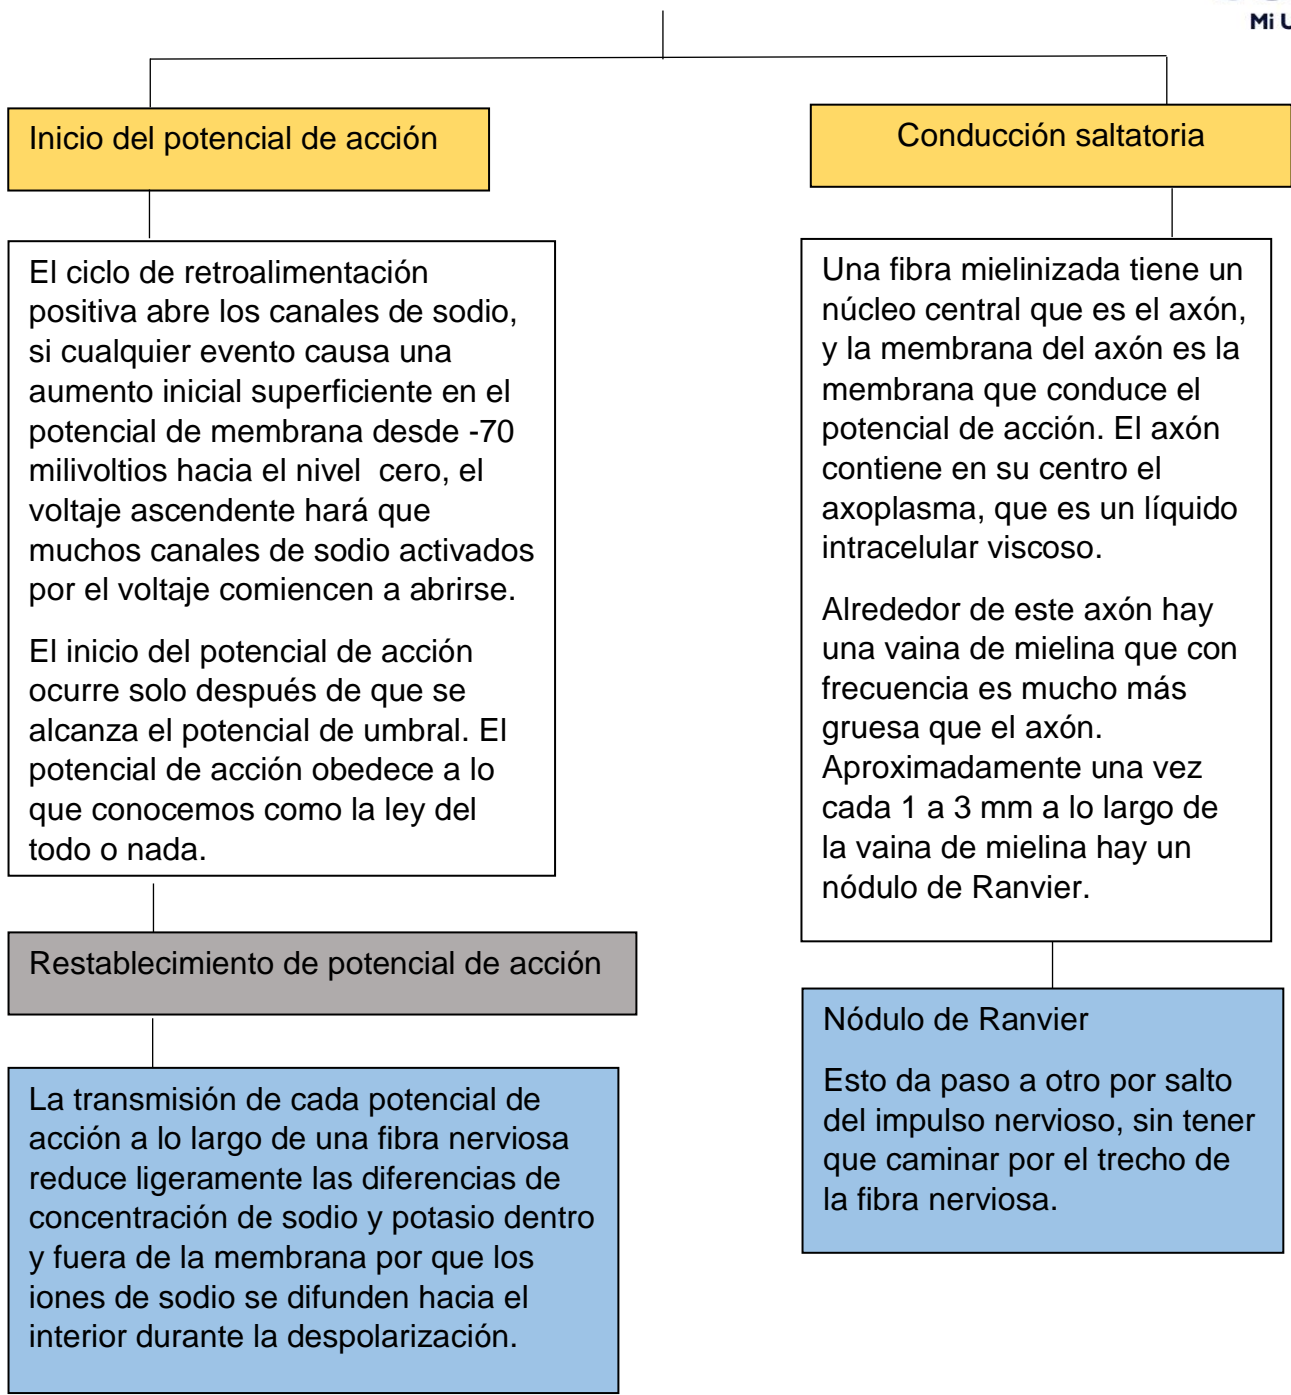 Mi U
Inicio del potencial de acción
El ciclo de retroalimentación
positiva abre los canales de sodio,
si cualquier evento causa una
aumento inicial superficiente en el
potencial de membrana desde -70
milivoltios hacia el nivel  cero, el
voltaje ascendente hará que
muchos canales de sodio activados
por el voltaje comiencen a abrirse.
El inicio del potencial de acción
ocurre solo después de que se
alcanza el potencial de umbral. El
potencial de acción obedece a lo
que conocemos como la ley del
todo o nada.
Restablecimiento de potencial de acción
La transmisión de cada potencial de
acción a lo largo de una fibra nerviosa
reduce ligeramente las diferencias de
concentración de sodio y potasio dentro
y fuera de la membrana por que los
iones de sodio se difunden hacia el
interior durante la despolarización.
Conducción saltatoria
Una fibra mielinizada tiene un
núcleo central que es el axón,
y la membrana del axón es la
membrana que conduce el
potencial de acción. El axón
contiene en su centro el
axoplasma, que es un líquido
intracelular viscoso.
Alrededor de este axón hay
una vaina de mielina que con
frecuencia es mucho más
gruesa que el axón.
Aproximadamente una vez
cada 1 a 3 mm a lo largo de
la vaina de mielina hay un
nódulo de Ranvier.
Nódulo de Ranvier
Esto da paso a otro por salto
del impulso nervioso, sin tener
que caminar por el trecho de
la fibra nerviosa.